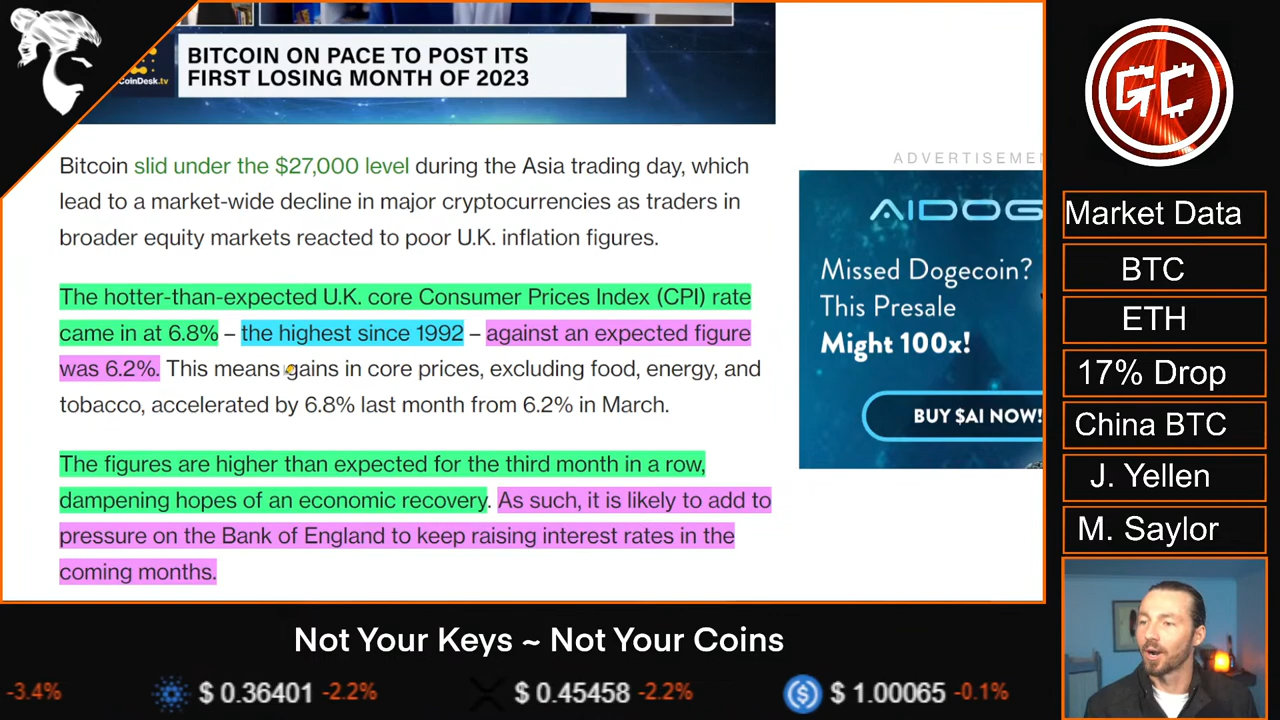 CoinDesk.tv
BITCOIN ON PACE TO POST ITS
FIRST LOSING MONTH OF 2023
Bitcoin slid under the $27,000 level during the Asia trading day, which
lead to a market-wide decline in major cryptocurrencies as traders in
broader equity markets reacted to poor U.K. inflation figures.
The hotter-than-expected U.K. core Consumer Prices Index (CPI) rate
came in at 6.8% – the highest since 1992 – against an expected figure
was 6.2%. This means gains in core prices, excluding food, energy, and
tobacco, accelerated by 6.8% last month from 6.2% in March.
The figures are higher than expected for the third month in a row,
dampening hopes of an economic recovery. As such, it is likely to add to
pressure on the Bank of England to keep raising interest rates in the
coming months.
ADVERTISEMEN
AIDOG
Missed Dogecoin?
This Presale
Might 100x!
BUY $AI NOW!
GC
Market Data
BTC
ETH
17% Drop
China BTC
J. Yellen
M. Saylor
Not Your Keys ~ Not Your Coins
-3.4% $ 0.36401 -2.2% $ 0.45458 -2.2% $ 1.00065 -0.1%